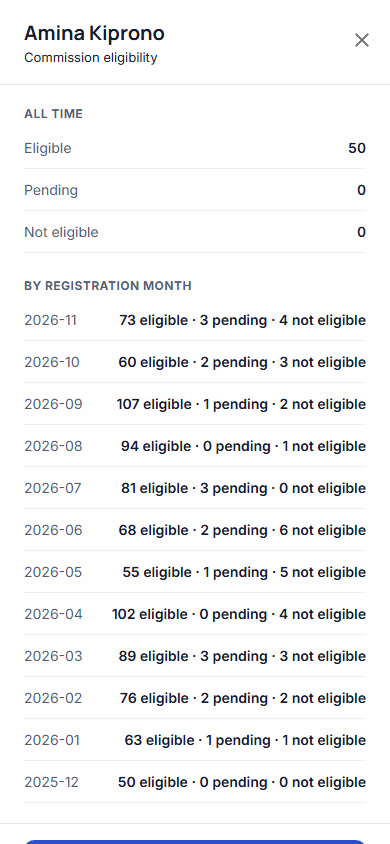 Amina Kiprono
Commission eligibility
ALL TIME
Eligible 50
Pending 0
Not eligible 0
BY REGISTRATION MONTH
2026-11 73 eligible · 3 pending · 4 not eligible
2026-10 60 eligible · 2 pending · 3 not eligible
2026-09 107 eligible · 1 pending · 2 not eligible
2026-08 94 eligible · 0 pending · 1 not eligible
2026-07 81 eligible · 3 pending · 0 not eligible
2026-06 68 eligible · 2 pending · 6 not eligible
2026-05 55 eligible · 1 pending · 5 not eligible
2026-04 102 eligible · 0 pending · 4 not eligible
2026-03 89 eligible · 3 pending · 3 not eligible
2026-02 76 eligible · 2 pending · 2 not eligible
2026-01 63 eligible · 1 pending · 1 not eligible
2025-12 50 eligible · 0 pending · 0 not eligible